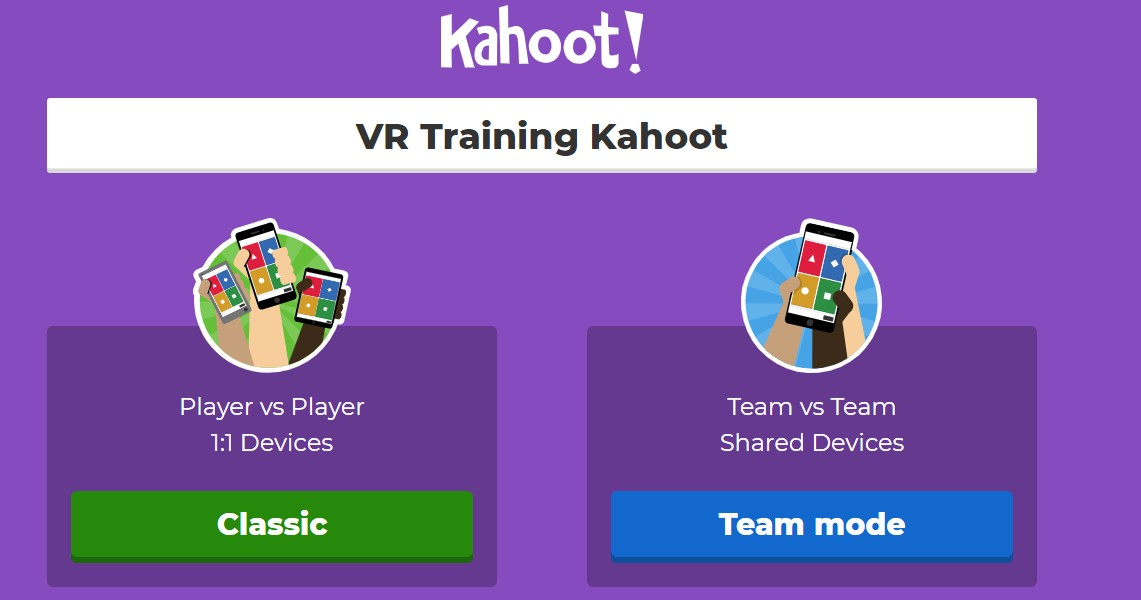 Kahoot!
VR Training Kahoot
Player vs Player
1:1 Devices
Classic
Team vs Team
Shared Devices
Team mode